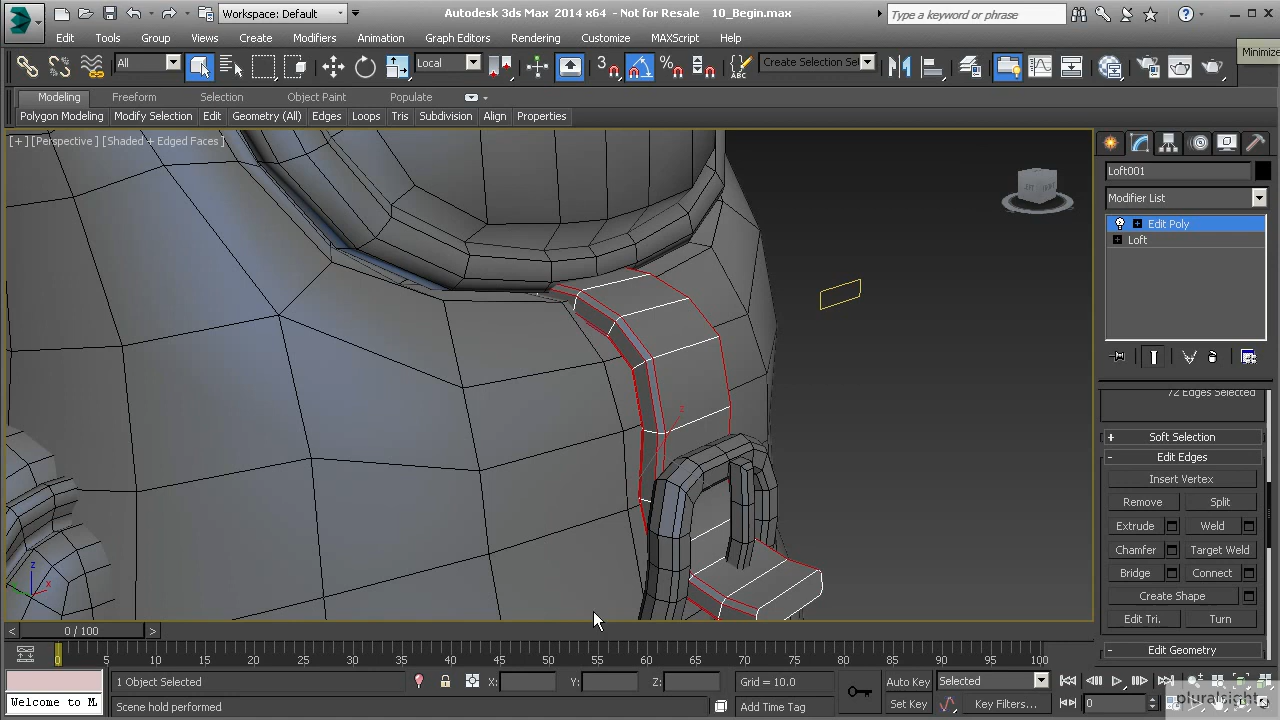 Autodesk 3ds Max 2014 x64 - Not for Resale 10_Begin.max
Workspace: Default
Type a keyword or phrase
Edit Tools Group Views Create Modifiers Animation Graph Editors Rendering Customize MAXScript Help
Minimize
All
Local
3
Create Selection Se
Modeling Freeform Selection Object Paint Populate
Polygon Modeling Modify Selection Edit Geometry (All) Edges Loops Tris Subdivision Align Properties
[+] [Perspective ] [Shaded + Edged Faces ]
Loft001
Modifier List
Edit Poly
Loft
72 Edges Selected
Soft Selection
Edit Edges
Insert Vertex
Remove Split
Extrude Weld
Chamfer Target Weld
Bridge Connect
Create Shape
Edit Tri. Turn
Edit Geometry
z
x
z
< 0 / 100 >
0 5 10 15 20 25 30 35 40 45 50 55 60 65 70 75 80 85 90 95 100
1 Object Selected
X: Y: Z:
Grid = 10.0
Auto Key Selected
Welcome to M
Scene hold performed
Add Time Tag
Set Key Key Filters...
0
pluralsight